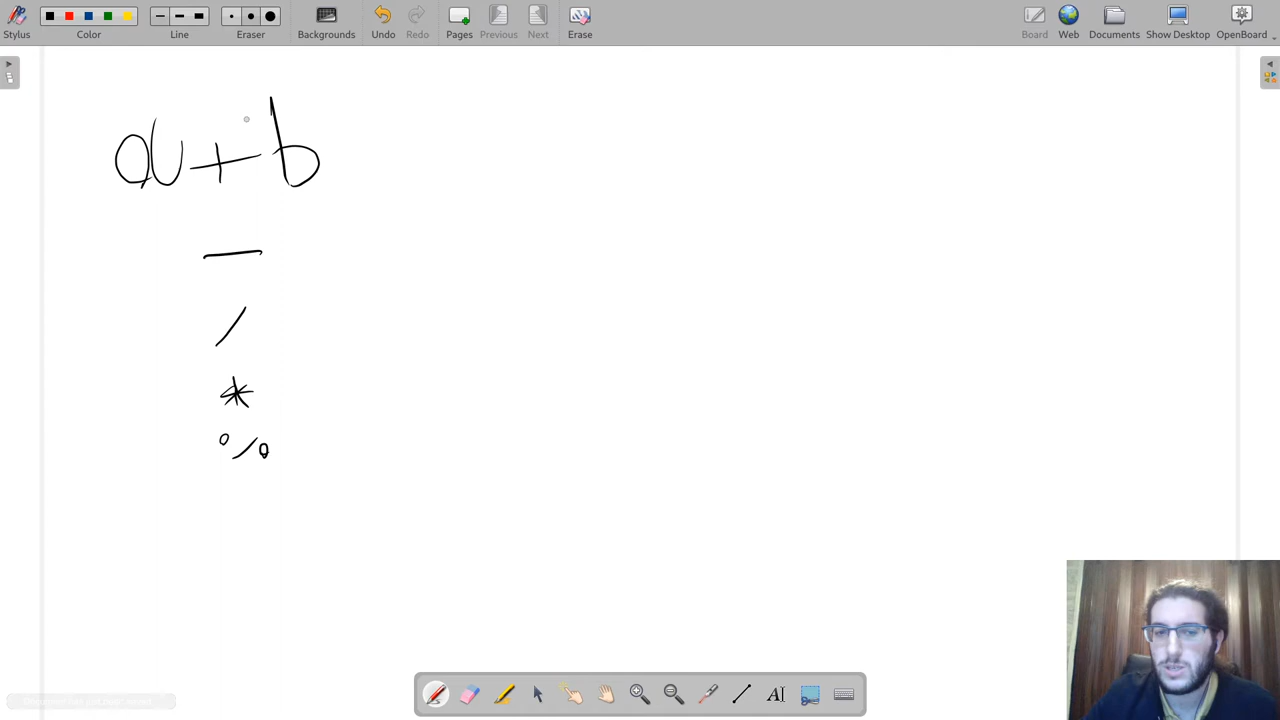 Stylus Color Line Eraser Backgrounds Undo Redo Pages Previous Next Erase Board Web Documents Show Desktop OpenBoard
a + b
—
/
*
%